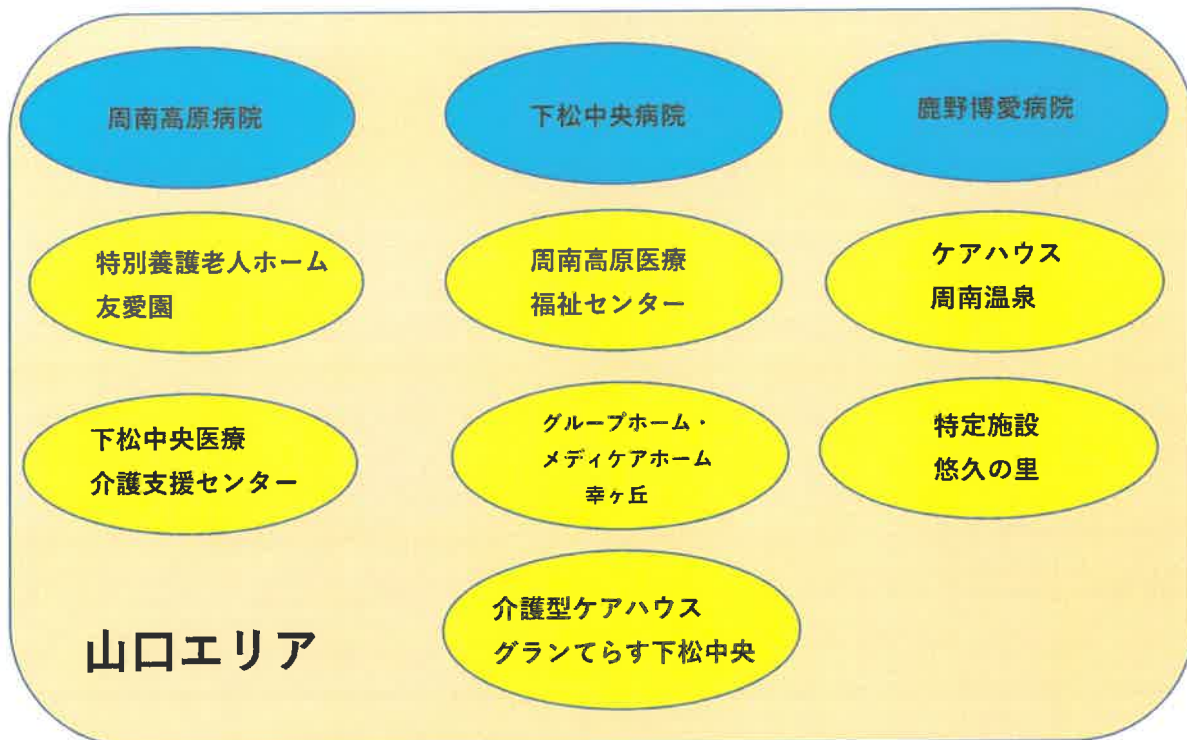 周南高原病院
下松中央病院
鹿野博愛病院
特別養護老人ホーム
友愛園
周南高原医療
福祉センター
ケアハウス
周南温泉
下松中央医療
介護支援センター
グループホーム・
メディケアホーム
幸ヶ丘
特定施設
悠久の里
介護型ケアハウス
グランてらす下松中央
山口エリア